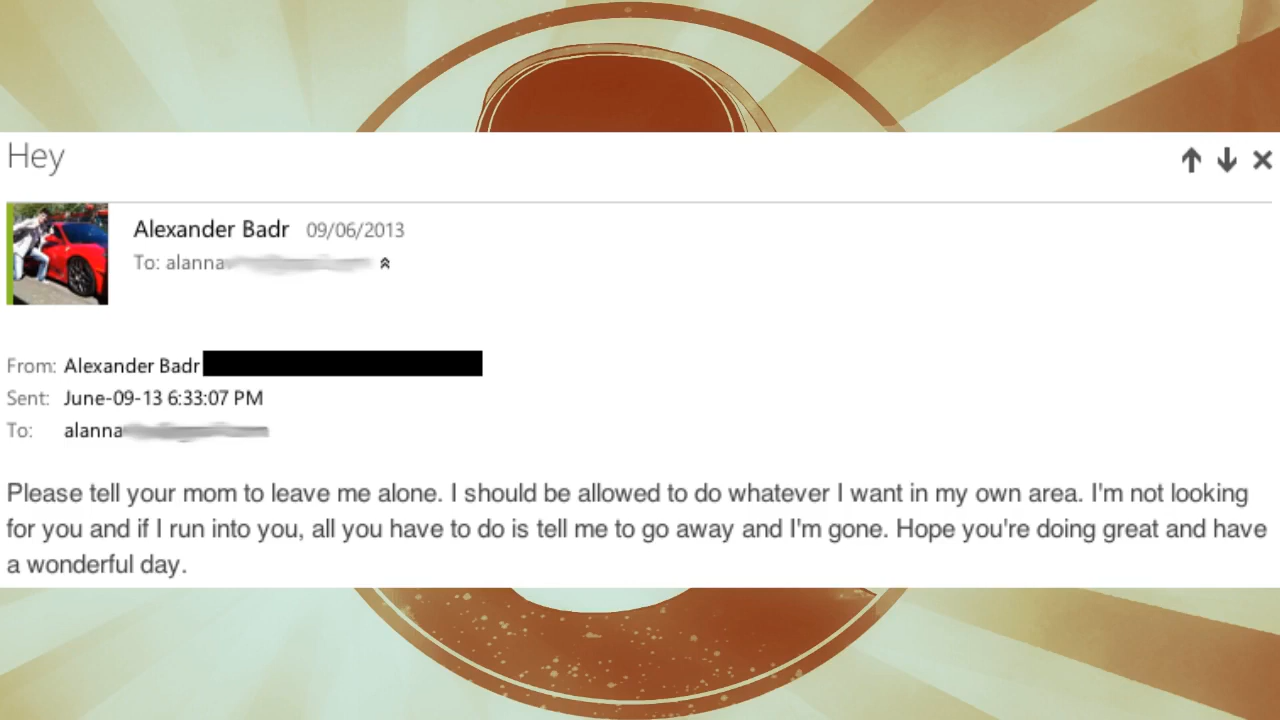 Hey
Alexander Badr 09/06/2013
To: alanna
From: Alexander Badr
Sent: June-09-13 6:33:07 PM
To: alanna
Please tell your mom to leave me alone. I should be allowed to do whatever I want in my own area. I'm not looking
for you and if I run into you, all you have to do is tell me to go away and I'm gone. Hope you're doing great and have
a wonderful day.